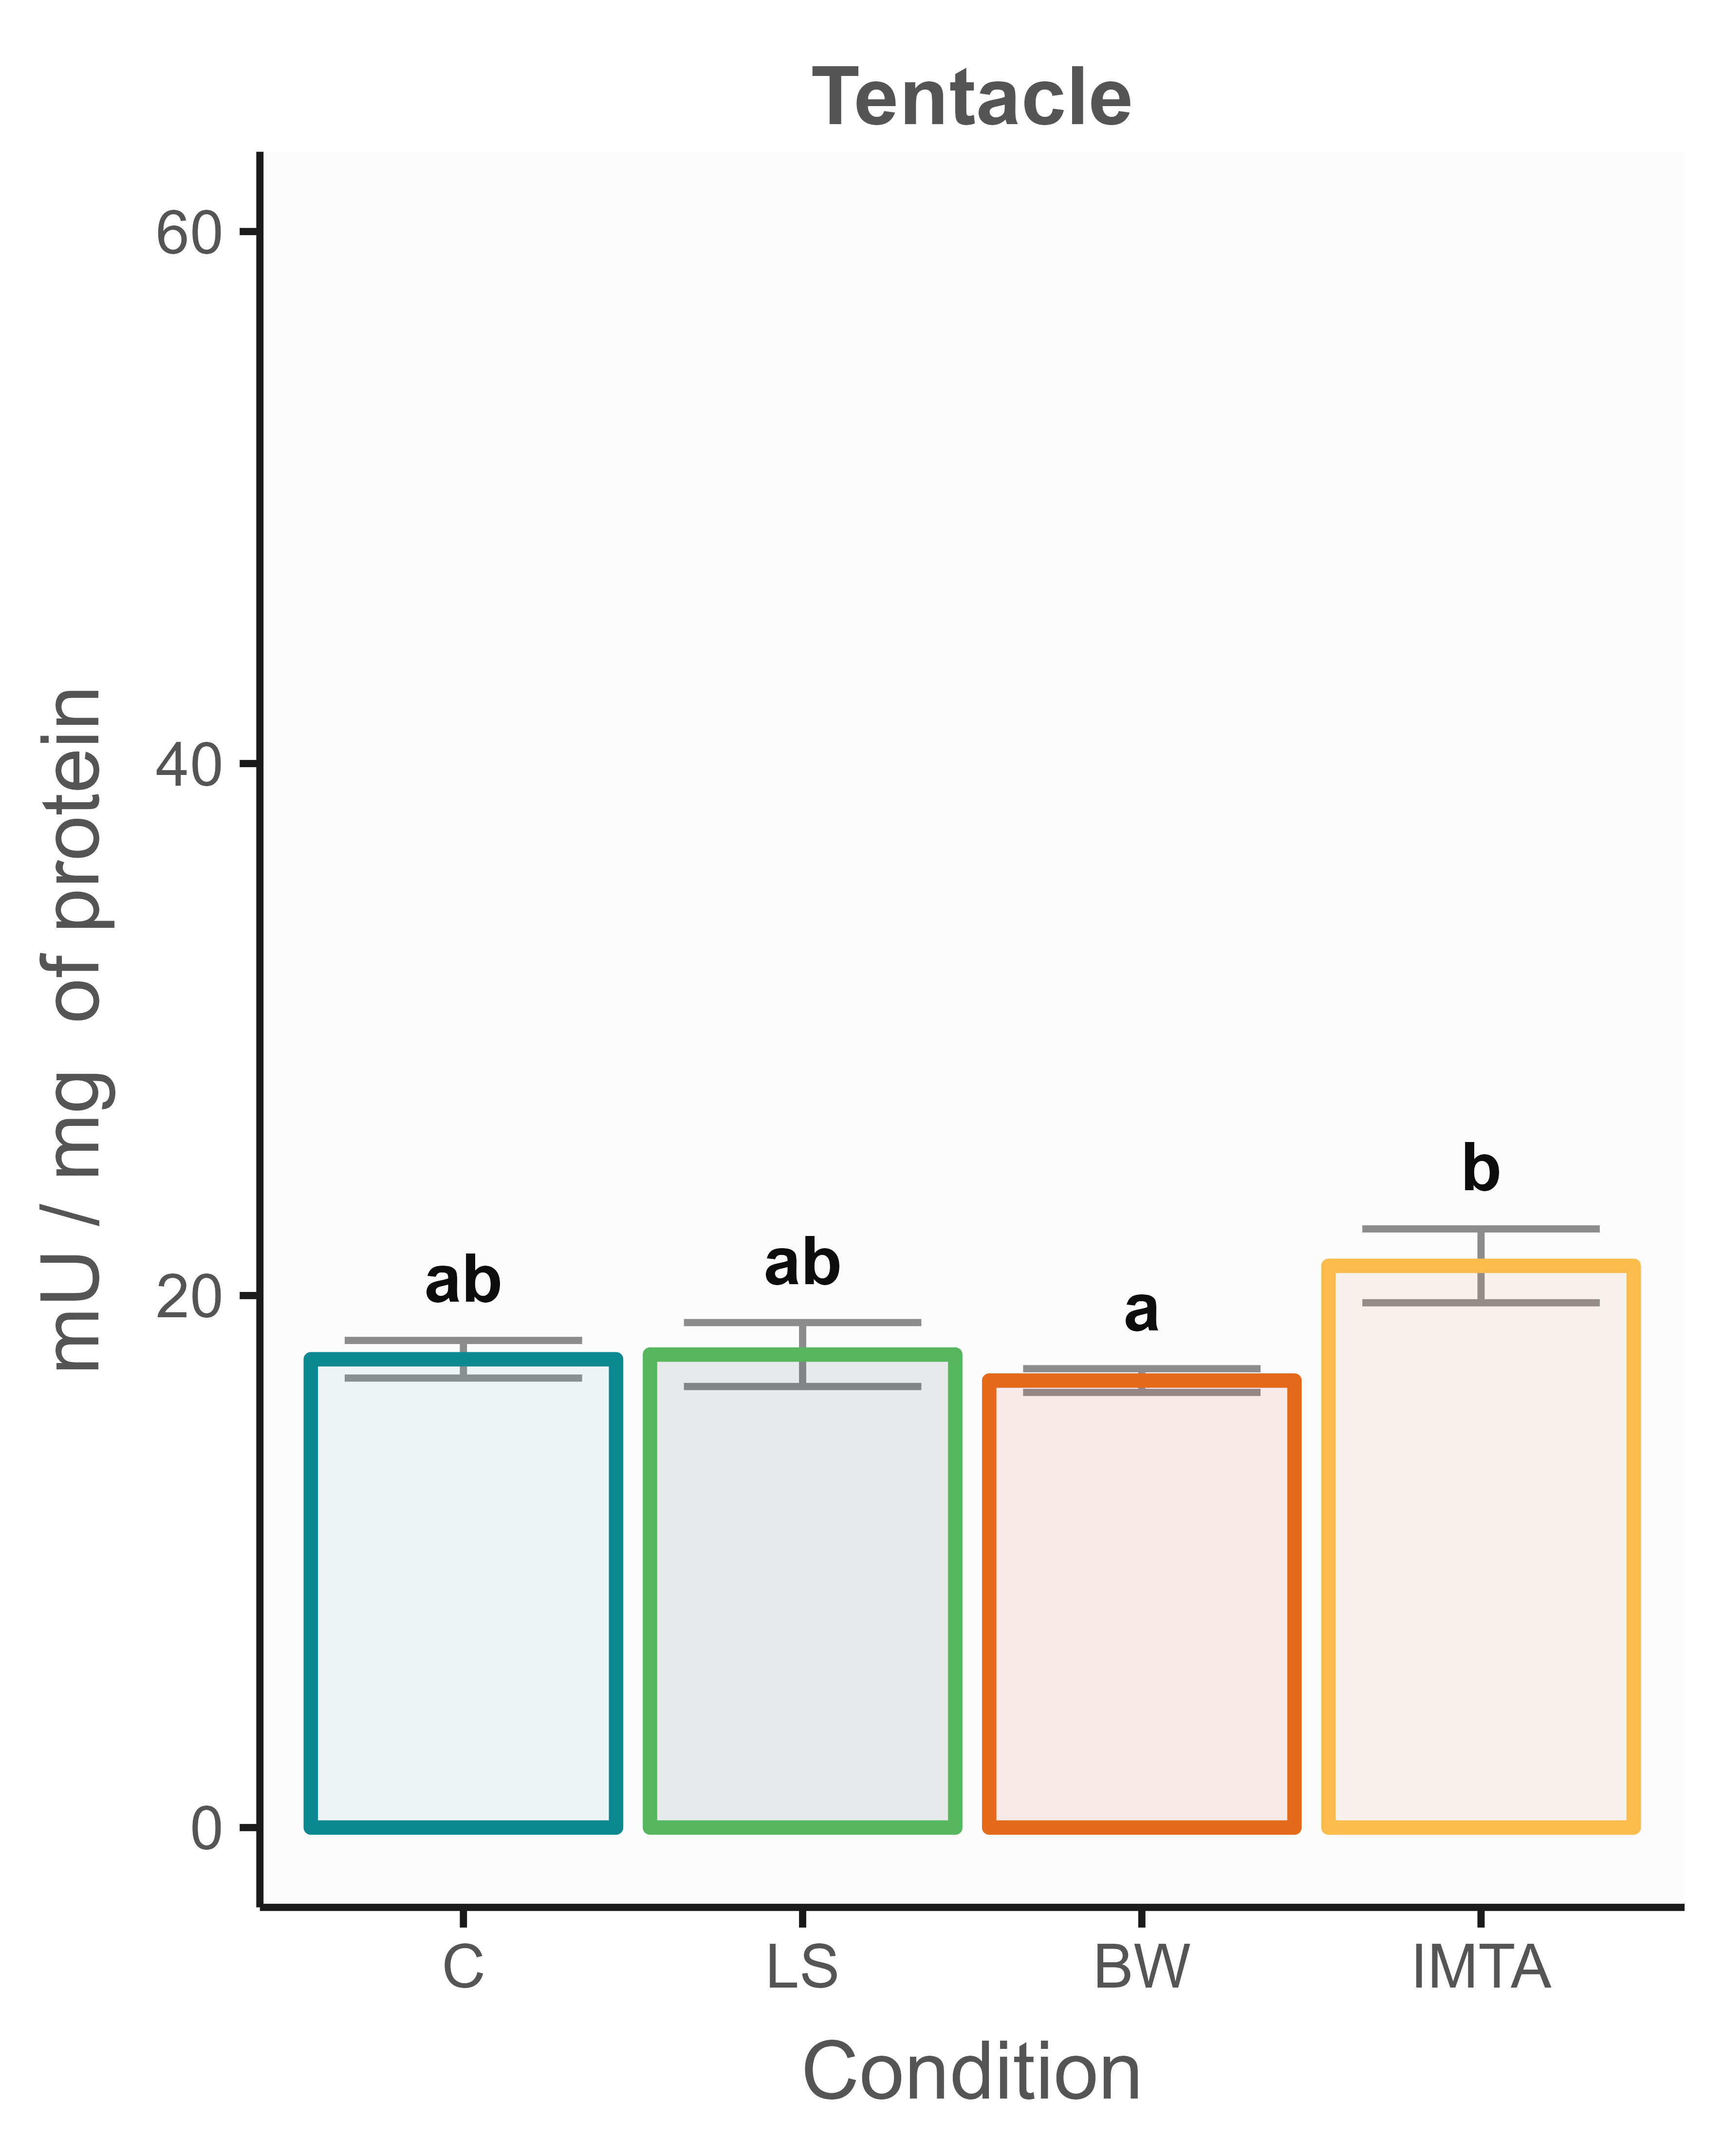 Tentacle
60
40
20
0
mU / mg of protein
ab
ab
a
b
C
LS
BW
IMTA
Condition